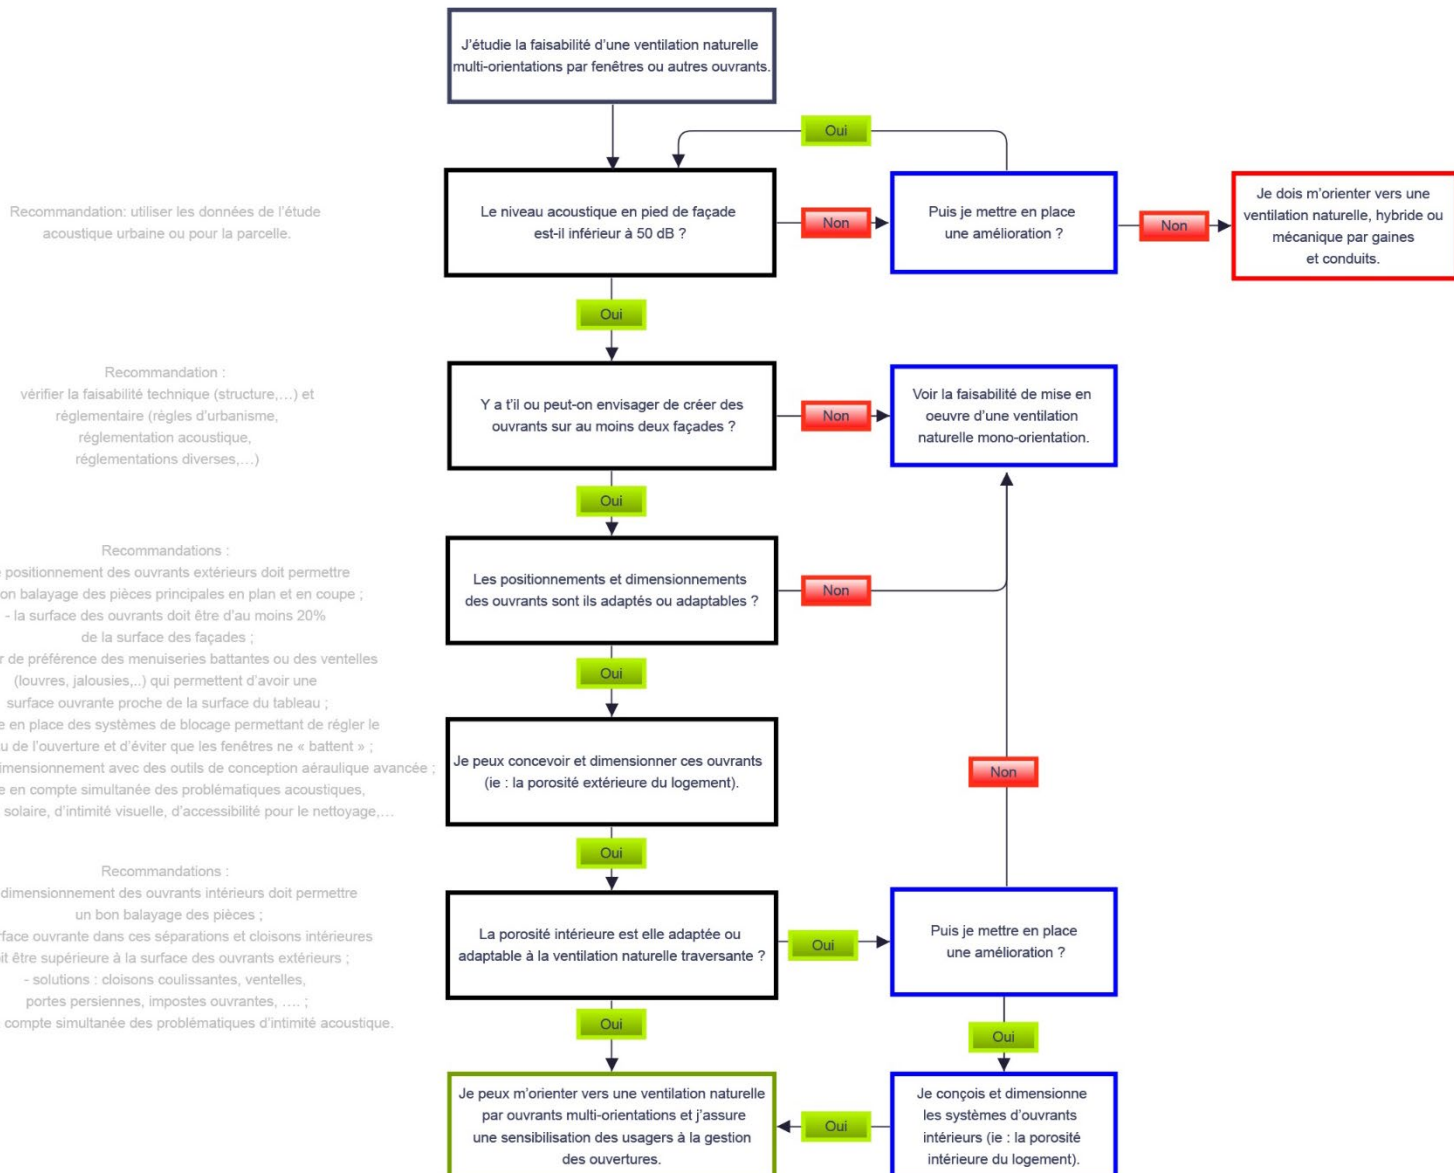 J'étudie la faisabilité d'une ventilation naturelle
multi-orientations par fenêtres ou autres ouvrants.
Oui
Recommandation: utiliser les données de l'étude
acoustique urbaine ou pour la parcelle.
Le niveau acoustique en pied de façade
est-il inférieur à 50 dB ?
Non
Puis je mettre en place
une amélioration ?
Non
Je dois m'orienter vers une
ventilation naturelle, hybride ou
mécanique par gaines
et conduits.
Oui
Recommandation :
vérifier la faisabilité technique (structure,...) et
règlementaire (règles d'urbanisme,
réglementation acoustique,
réglementations diverses,...)
Y a t'il ou peut-on envisager de créer des
ouvrants sur au moins deux façades ?
Non
Voir la faisabilité de mise en
oeuvre d'une ventilation
naturelle mono-orientation.
Oui
Recommandations :
positionnement des ouvrants extérieurs doit permettre
on balayage des pièces principales en plan et en coupe ;
- la surface des ouvrants doit être d'au moins 20%
de la surface des façades ;
r de préférence des menuiseries battantes ou des ventelles
(louvres, jalousies,..) qui permettent d'avoir une
surface ouvrante proche de la surface du tableau ;
e en place des systèmes de blocage permettant de régler le
u de l'ouverture et d'éviter que les fenêtres ne « battent » ;
imensionnement avec des outils de conception aéraulique avancée ;
e en compte simultanée des problématiques acoustiques,
solaire, d'intimité visuelle, d'accessibilité pour le nettoyage,...
Les positionnements et dimensionnements
des ouvrants sont ils adaptés ou adaptables ?
Non
Oui
Je peux concevoir et dimensionner ces ouvrants
(ie : la porosité extérieure du logement).
Non
Oui
Recommandations :
dimensionnement des ouvrants intérieurs doit permettre
un bon balayage des pièces ;
rface ouvrante dans ces séparations et cloisons intérieures
it être supérieure à la surface des ouvrants extérieurs ;
- solutions : cloisons coulissantes, ventelles,
portes persiennes, impostes ouvrantes, .... ;
compte simultanée des problématiques d'intimité acoustique.
La porosité intérieure est elle adaptée ou
adaptable à la ventilation naturelle traversante ?
Oui
Puis je mettre en place
une amélioration ?
Oui
Oui
Je peux m'orienter vers une ventilation naturelle
par ouvrants multi-orientations et j'assure
une sensibilisation des usagers à la gestion
des ouvertures.
Oui
Je conçois et dimensionne
les systèmes d'ouvrants
intérieurs (ie : la porosité
intérieure du logement).